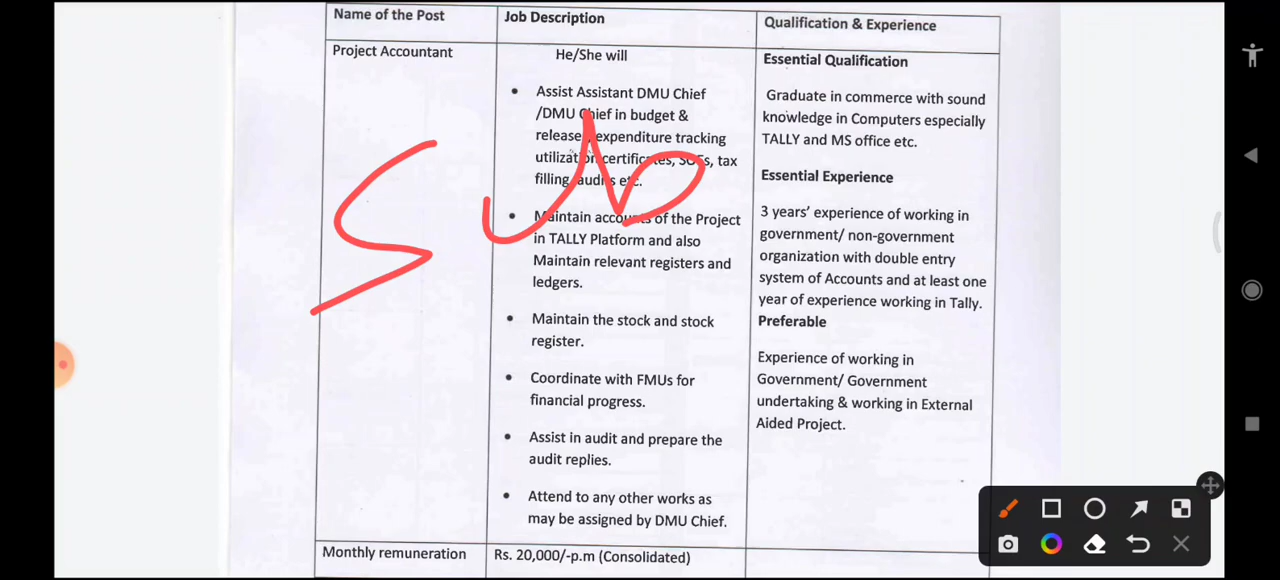 Name of the Post
Job Description
Qualification & Experience
Project Accountant
He/She will
• Assist Assistant DMU Chief
/DMU Chief in budget &
release, expenditure tracking
utilization certificates, SOEs, tax
filling, audits etc.
• Maintain accounts of the Project
in TALLY Platform and also
Maintain relevant registers and
ledgers.
• Maintain the stock and stock
register.
• Coordinate with FMUs for
financial progress.
• Assist in audit and prepare the
audit replies.
• Attend to any other works as
may be assigned by DMU Chief.
Essential Qualification
Graduate in commerce with sound
knowledge in Computers especially
TALLY and MS office etc.
Essential Experience
3 years' experience of working in
government/ non-government
organization with double entry
system of Accounts and at least one
year of experience working in Tally.
Preferable
Experience of working in
Government/ Government
undertaking & working in External
Aided Project.
Monthly remuneration
Rs. 20,000/-p.m (Consolidated)